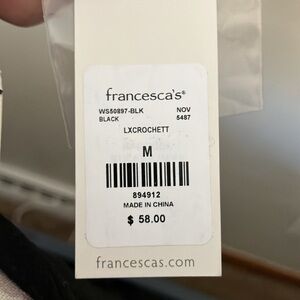 francesca's®
WS50897-BLK NOV
BLACK 5487
LXCROCHETT
M
894912
MADE IN CHINA
$ 58.00
francescas.com